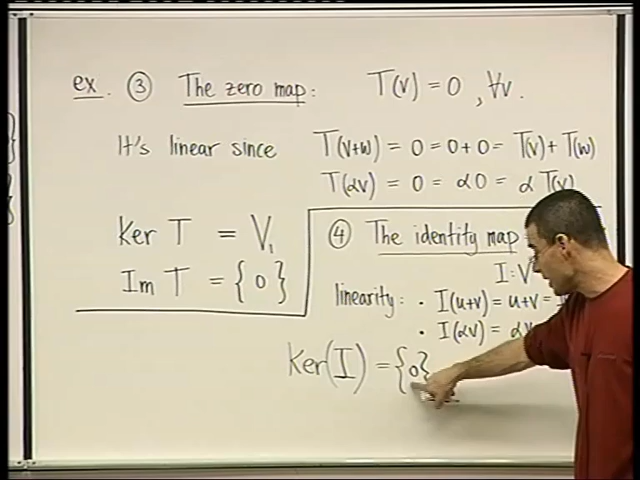 ex. ③ The zero map: T(v) = 0 , ∀v.
It's linear since T(v+w) = 0 = 0+0 = T(v) + T(w)
T(αv) = 0 = α0 = α T(v)
Ker T = V₁
Im T = {0}
④ The identity map
I: V
linearity: • I(u+v) = u+v =
• I(αv) = αv
Ker(I) = {0}